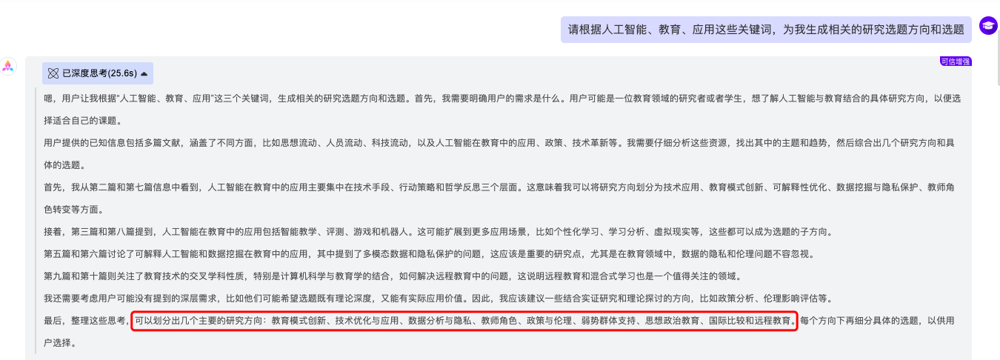 请根据人工智能、教育、应用这些关键词，为我生成相关的研究选题方向和选题
可信增强
已深度思考(25.6s)
嗯，用户让我根据“人工智能、教育、应用”这三个关键词，生成相关的研究选题方向和选题。首先，我需要明确用户的需求是什么。用户可能是一位教育领域的研究者或者学生，想了解人工智能与教育结合的具体研究方向，以便选
择适合自己的课题。
用户提供的已知信息包括多篇文献，涵盖了不同方面，比如思想流动、人员流动、科技流动，以及人工智能在教育中的应用、政策、技术革新等。我需要仔细分析这些资源，找出其中的主题和趋势，然后综合出几个研究方向和具
体的选题。
首先，我从第二篇和第七篇信息中看到，人工智能在教育中的应用主要集中在技术手段、行动策略和哲学反思三个层面。这意味着我可以将研究方向划分为技术应用、教育模式创新、可解释性优化、数据挖掘与隐私保护、教师角
色转变等方面。
接着，第三篇和第八篇提到，人工智能在教育中的应用包括智能教学、评测、游戏和机器人。这可能扩展到更多应用场景，比如个性化学习、学习分析、虚拟现实等，这些都可以成为选题的子方向。
第五篇和第六篇讨论了可解释人工智能和数据挖掘在教育中的应用，其中提到了多模态数据和隐私保护的问题，这应该是重要的研究点，尤其是在教育领域中，数据的隐私和伦理问题不容忽视。
第九篇和第十篇则关注了教育技术的交叉学科性质，特别是计算机科学与教育学的结合，如何解决远程教育中的问题，这说明远程教育和混合式学习也是一个值得关注的领域。
我还需要考虑用户可能没有提到的深层需求，比如他们可能希望选题既有理论深度，又能有实际应用价值。因此，我应该建议一些结合实证研究和理论探讨的方向，比如政策分析、伦理影响评估等。
最后，整理这些思考，可以划分出几个主要的研究方向：教育模式创新、技术优化与应用、数据分析与隐私、教师角色、政策与伦理、弱势群体支持、思想政治教育、国际比较和远程教育。每个方向下再细分具体的选题，以供用
户选择。